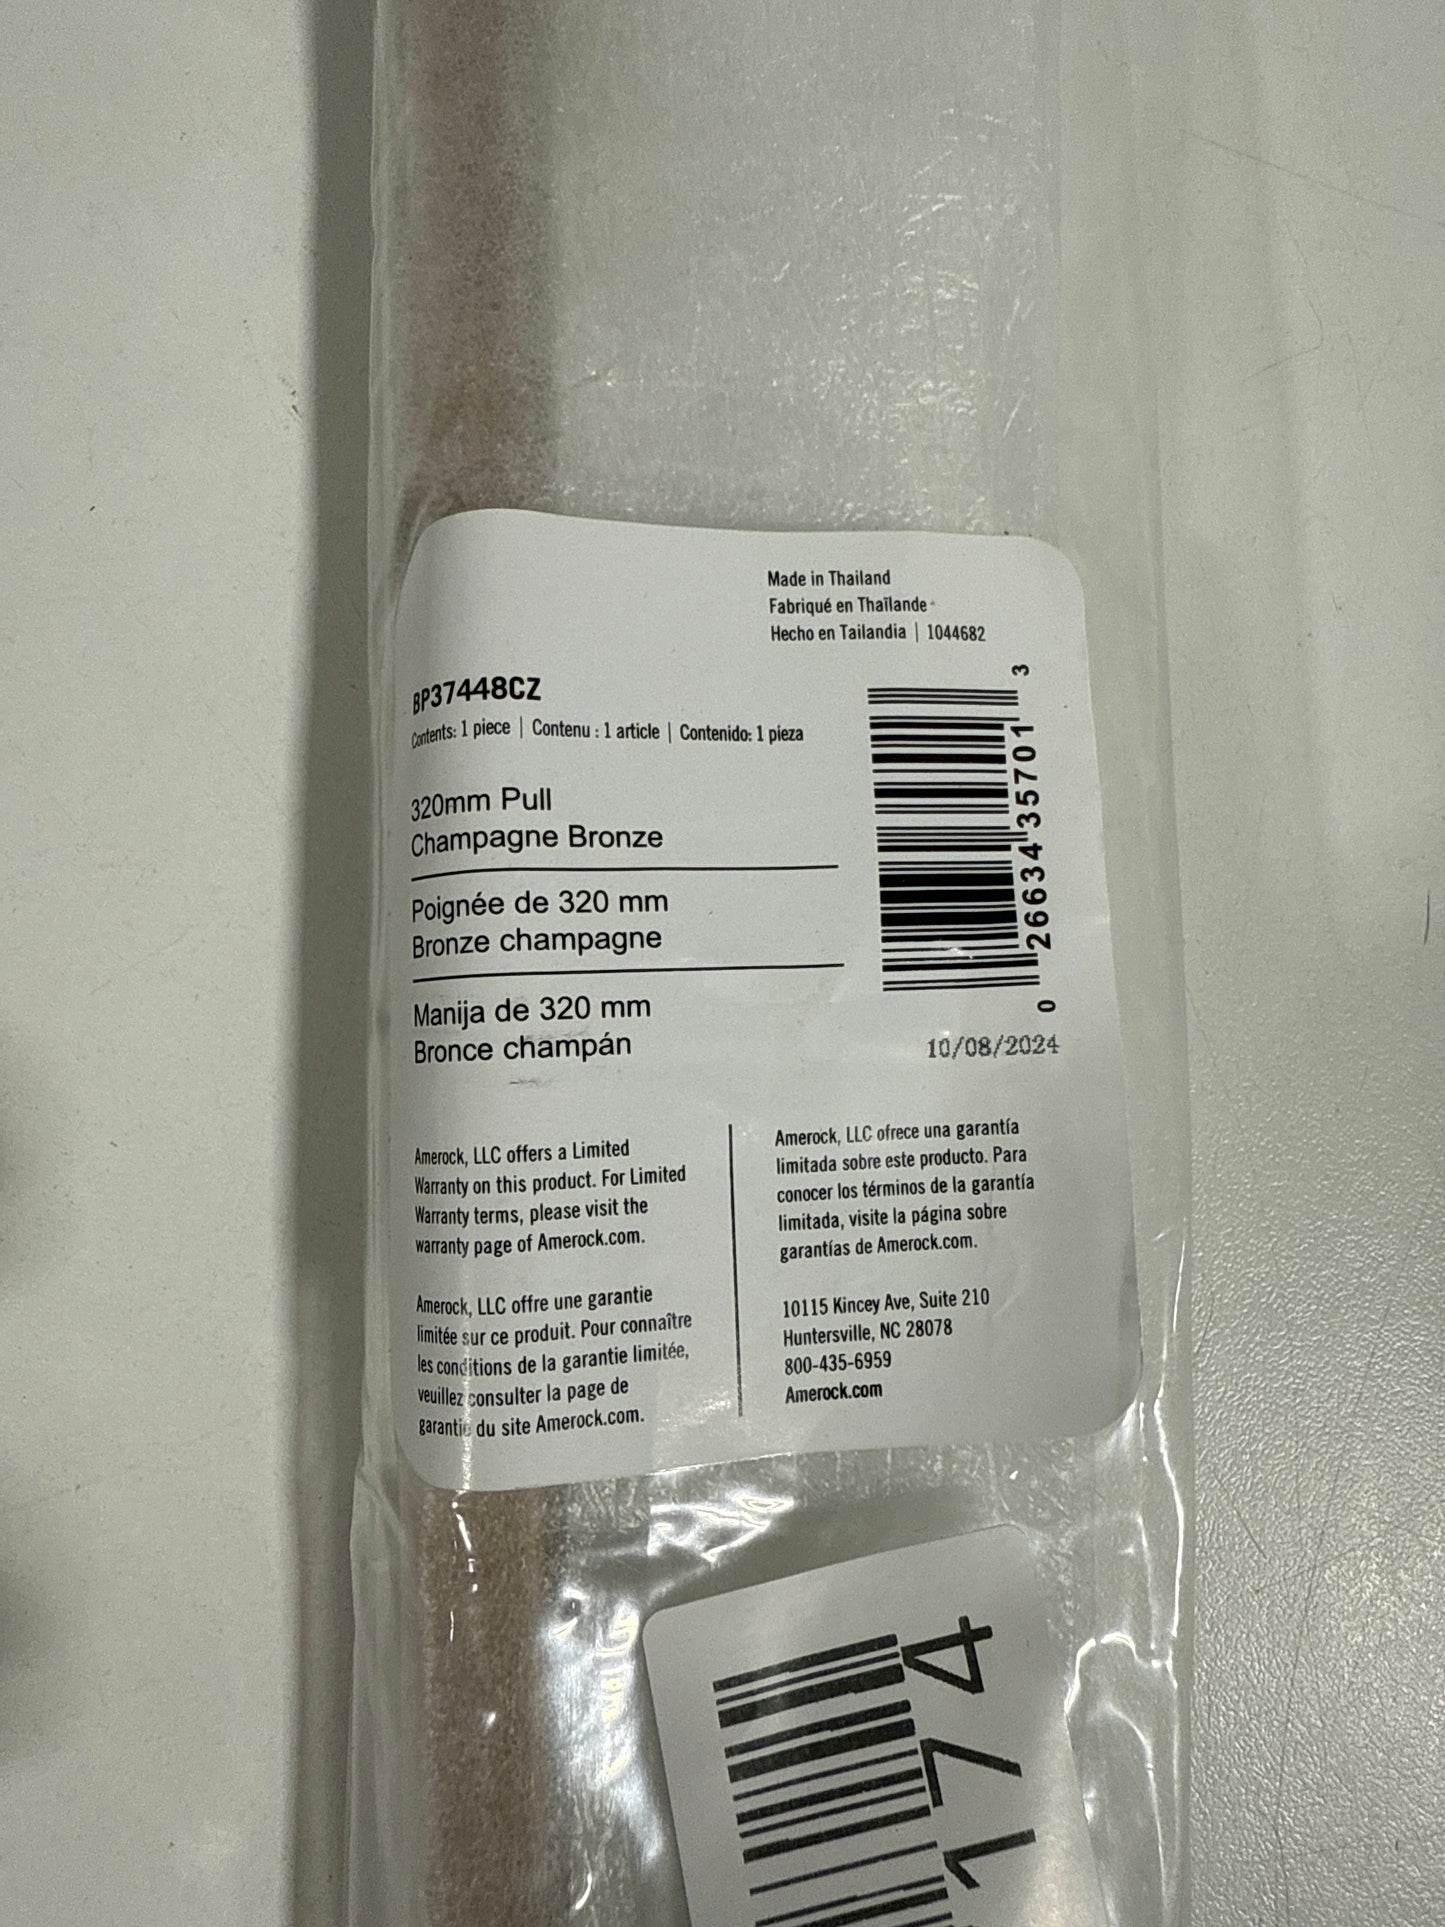 Made in Thailand
Fabriqué en Thaïlande
Hecho en Tailandia | 1044682
BP37448CZ
Contents: 1 piece | Contenu : 1 article | Contenido: 1 pieza
320mm Pull
Champagne Bronze
Poignée de 320 mm
Bronze champagne
Manija de 320 mm
Bronce champán
0 26634 35701 3
10/08/2024
Amerock, LLC offers a Limited
Warranty on this product. For Limited
Warranty terms, please visit the
warranty page of Amerock.com.
Amerock, LLC offre une garantie
limitée sur ce produit. Pour connaître
les conditions de la garantie limitée,
veuillez consulter la page de
garantie du site Amerock.com.
Amerock, LLC ofrece una garantía
limitada sobre este producto. Para
conocer los términos de la garantía
limitada, visite la página sobre
garantías de Amerock.com.
10115 Kincey Ave, Suite 210
Huntersville, NC 28078
800-435-6959
Amerock.com
471